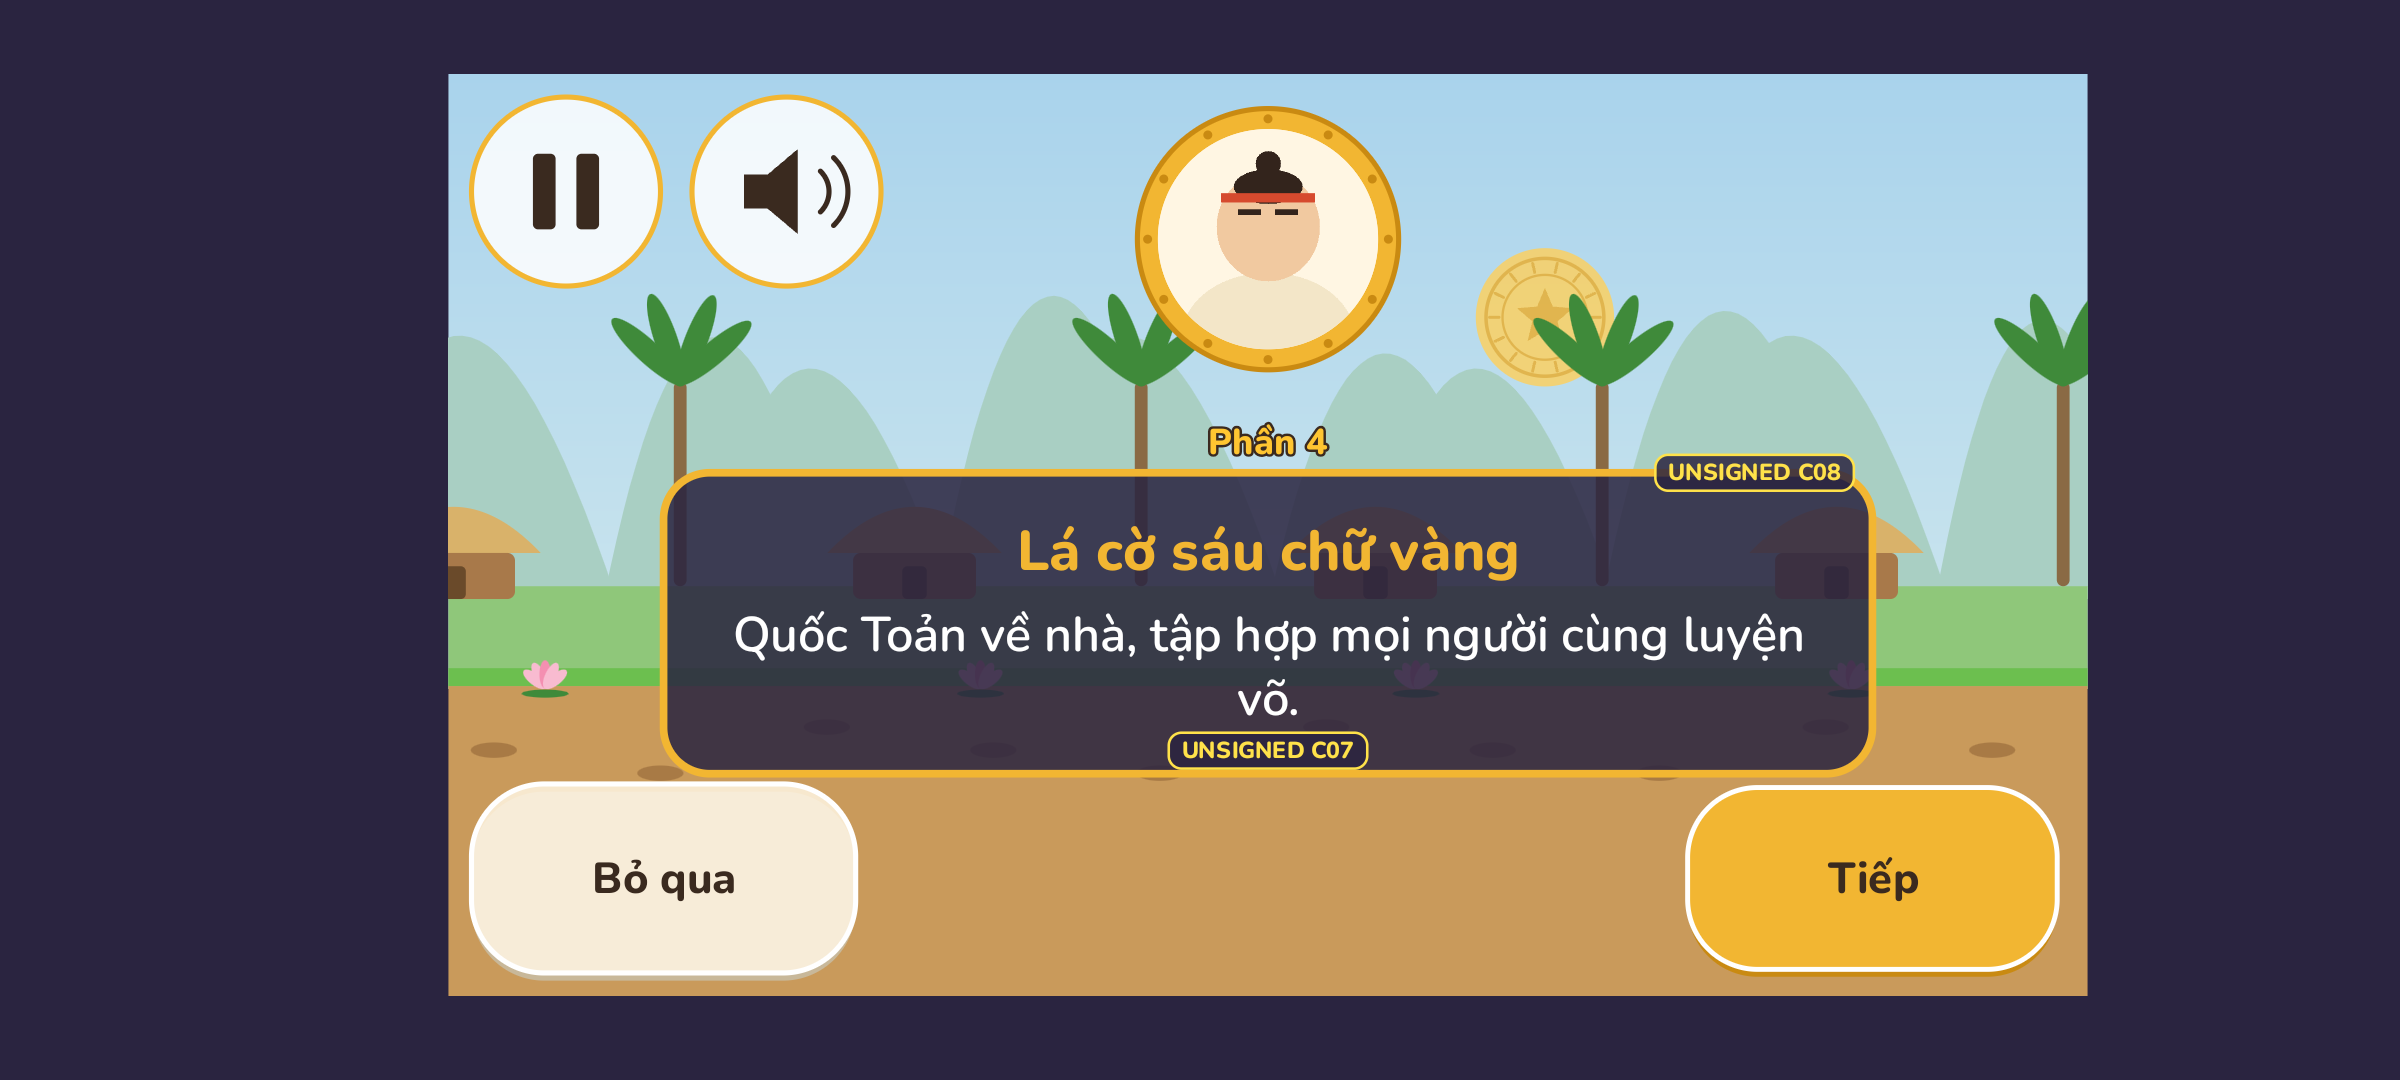 Phần 4
UNSIGNED C08
Lá cờ sáu chữ vàng
Quốc Toản về nhà, tập hợp mọi người cùng luyện
võ.
UNSIGNED C07
Bỏ qua
Tiếp